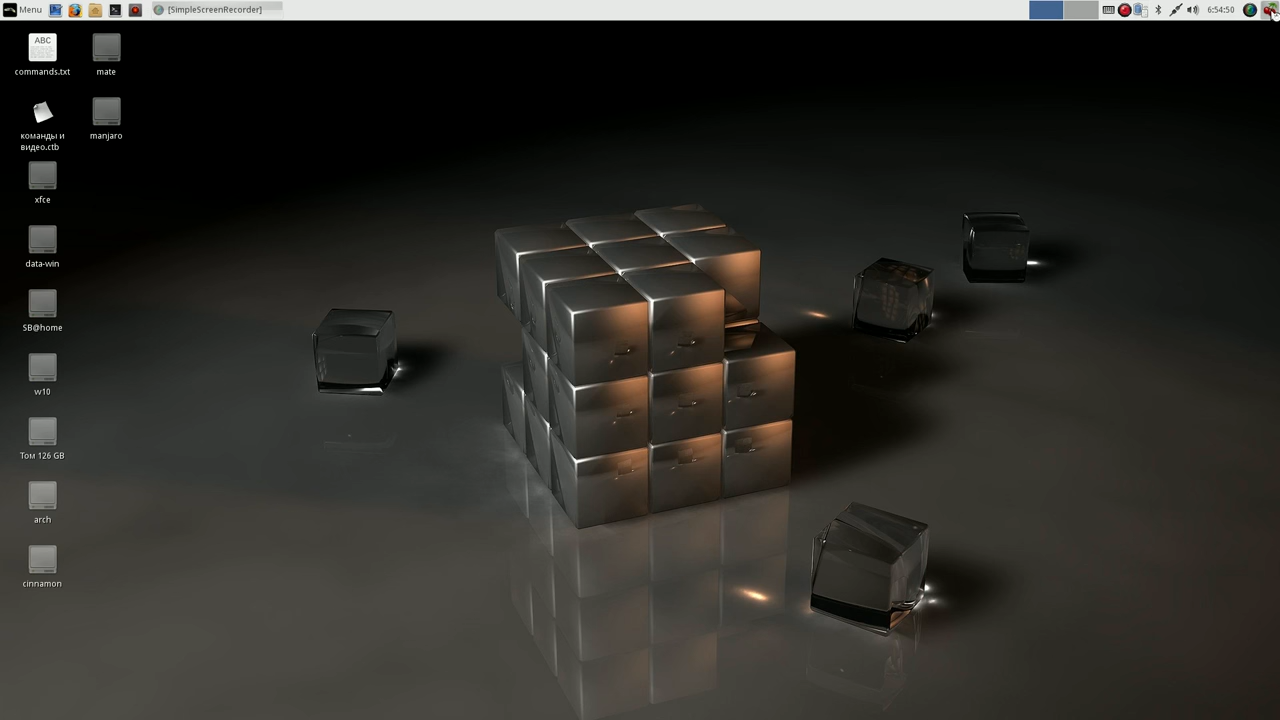 Menu
[SimpleScreenRecorder]
6:54:50
ABC
commands.txt
mate
команды и
видео.ctb
manjaro
xfce
data-win
SB@home
w10
Том 126 GB
arch
cinnamon